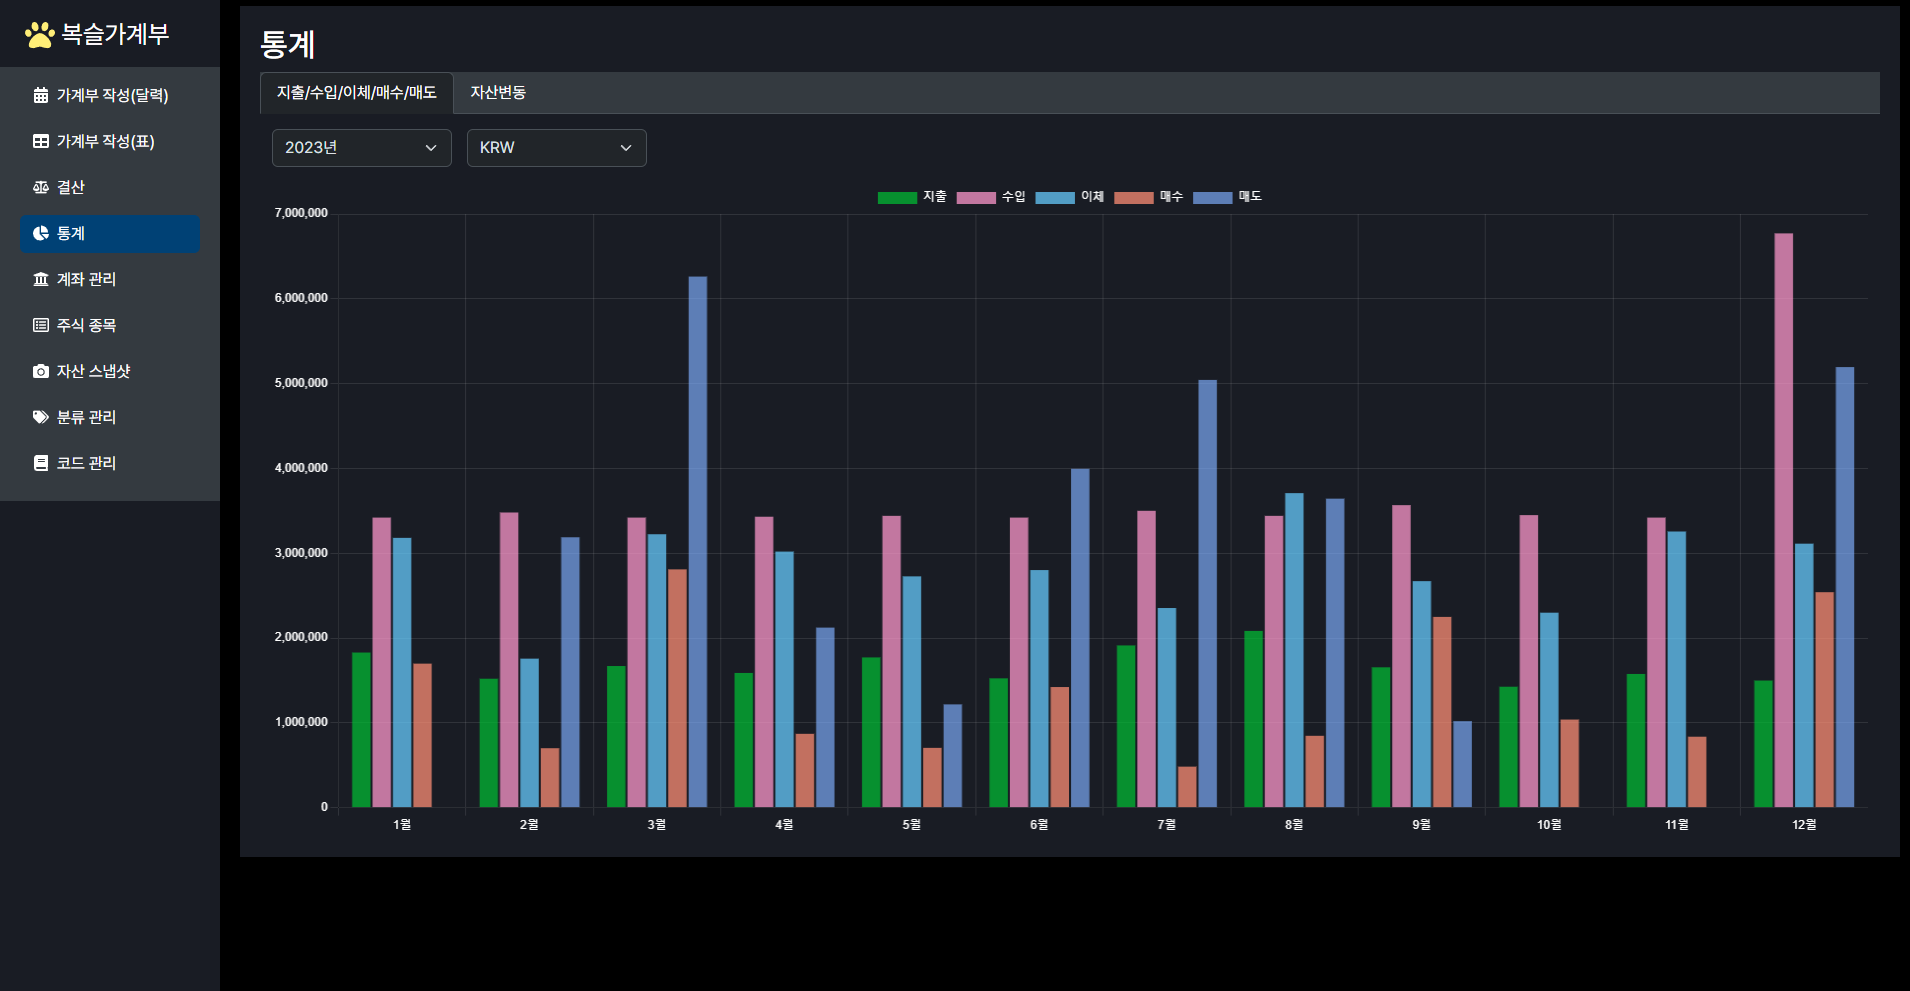 복슬가계부
가계부 작성(달력)
가계부 작성(표)
결산
통계
계좌 관리
주식 종목
자산 스냅샷
분류 관리
코드 관리
통계
지출/수입/이체/매수/매도
자산변동
2023년
KRW
지출 수입 이체 매수 매도
7,000,000
6,000,000
5,000,000
4,000,000
3,000,000
2,000,000
1,000,000
0
1월 2월 3월 4월 5월 6월 7월 8월 9월 10월 11월 12월